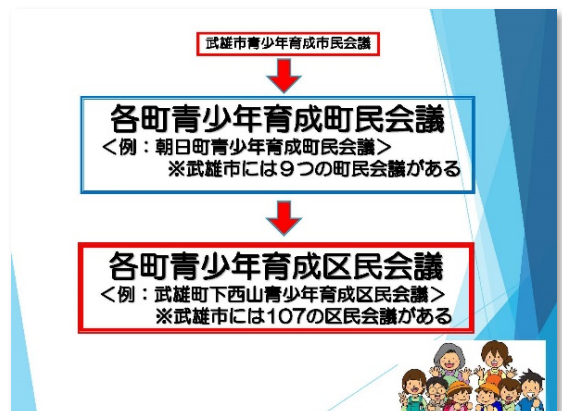 武雄市青少年育成市民会議
各町青少年育成町民会議
＜例：朝日町青少年育成町民会議＞
※武雄市には９つの町民会議がある
各町青少年育成区民会議
＜例：武雄町下西山青少年育成区民会議＞
※武雄市には107の区民会議がある